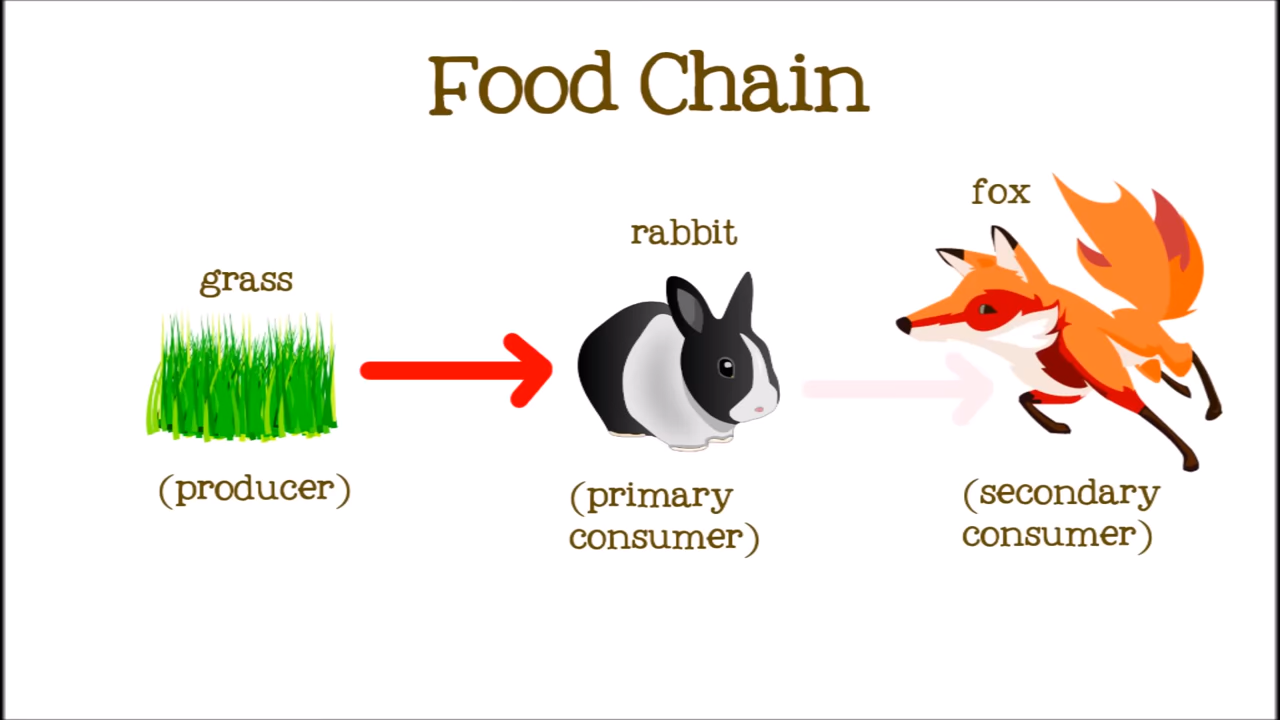 Food Chain
grass
(producer)
rabbit
(primary
consumer)
fox
(secondary
consumer)